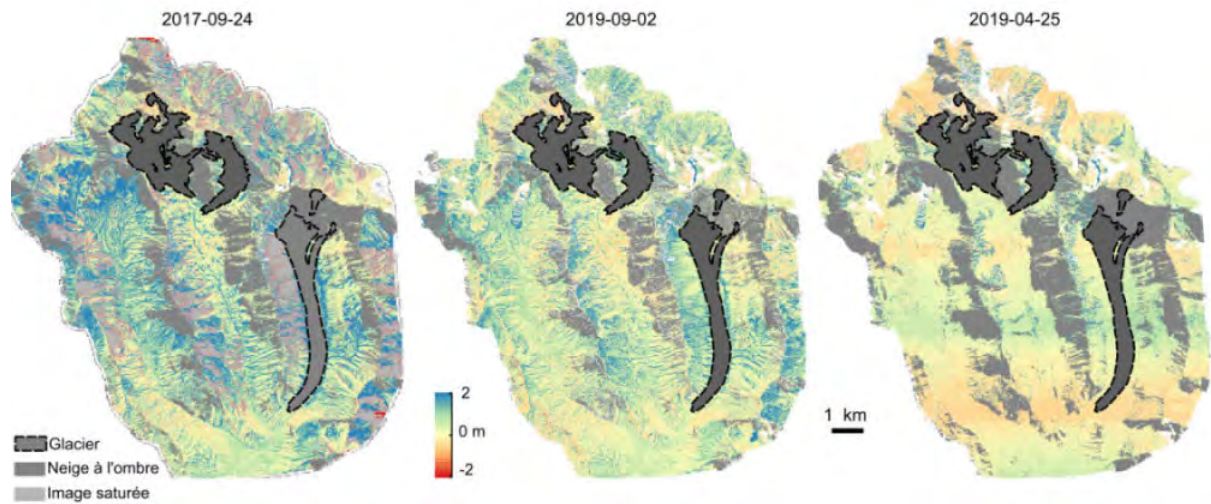 2017-09-24
2019-09-02
2019-04-25
2
0 m
-2
1 km
Glacier
Neige à l'ombre
Image saturée